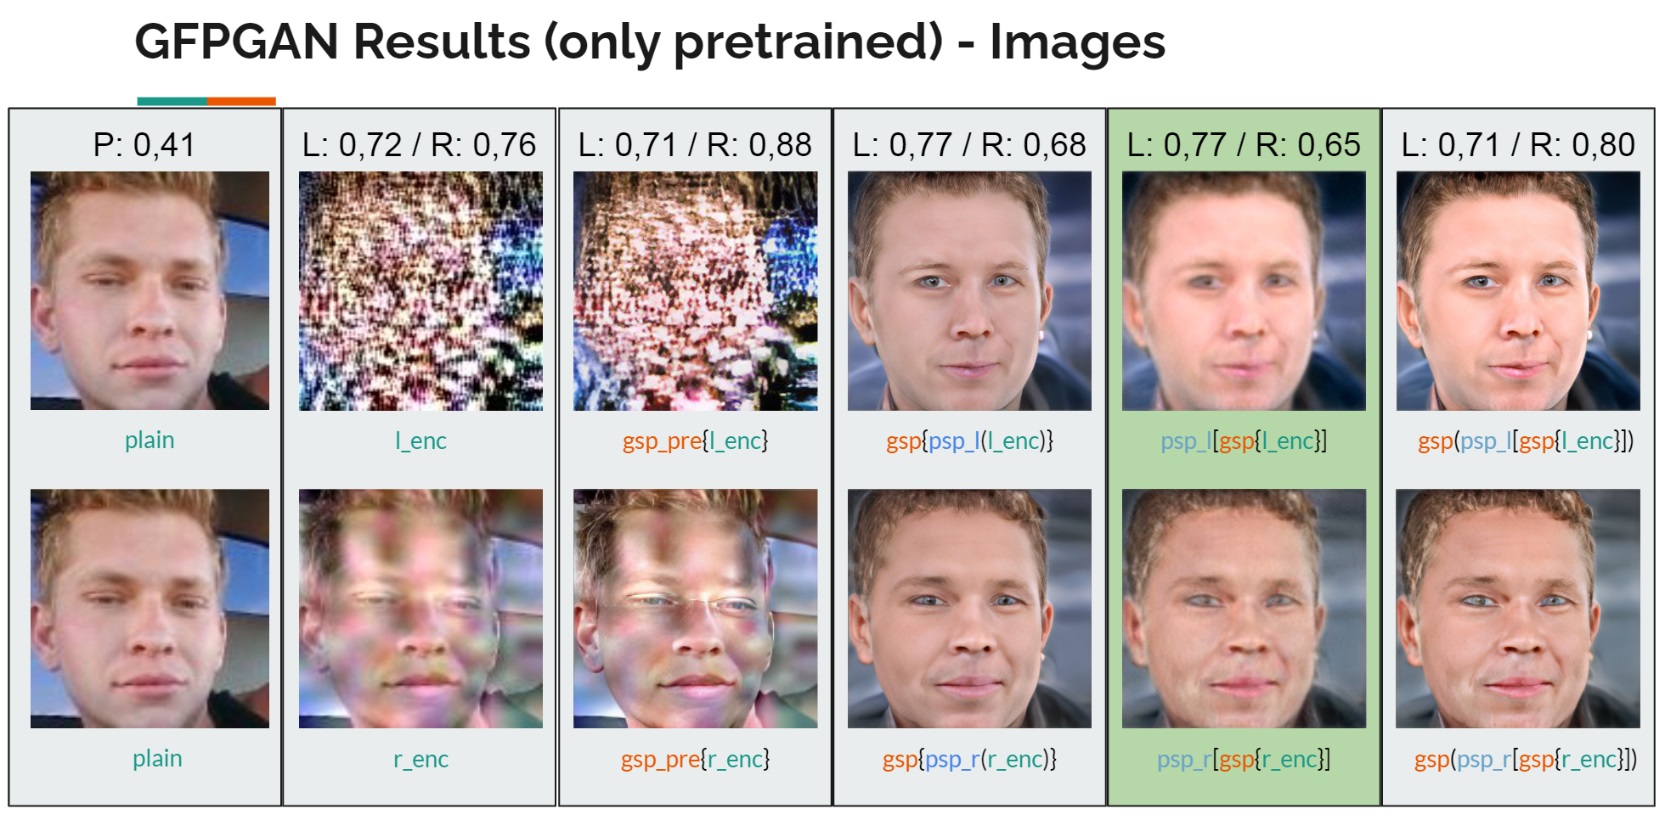 GFPGAN Results (only pretrained) - Images
P: 0,41
L: 0,72 / R: 0,76
L: 0,71 / R: 0,88
L: 0,77 / R: 0,68
L: 0,77 / R: 0,65
L: 0,71 / R: 0,80
plain
l_enc
gsp_pre{l_enc}
gsp{psp_l(l_enc)}
psp_l[gsp{l_enc}]
gsp(psp_l[gsp{l_enc}])
plain
r_enc
gsp_pre{r_enc}
gsp{psp_r(r_enc)}
psp_r[gsp{r_enc}]
gsp(psp_r[gsp{r_enc}])